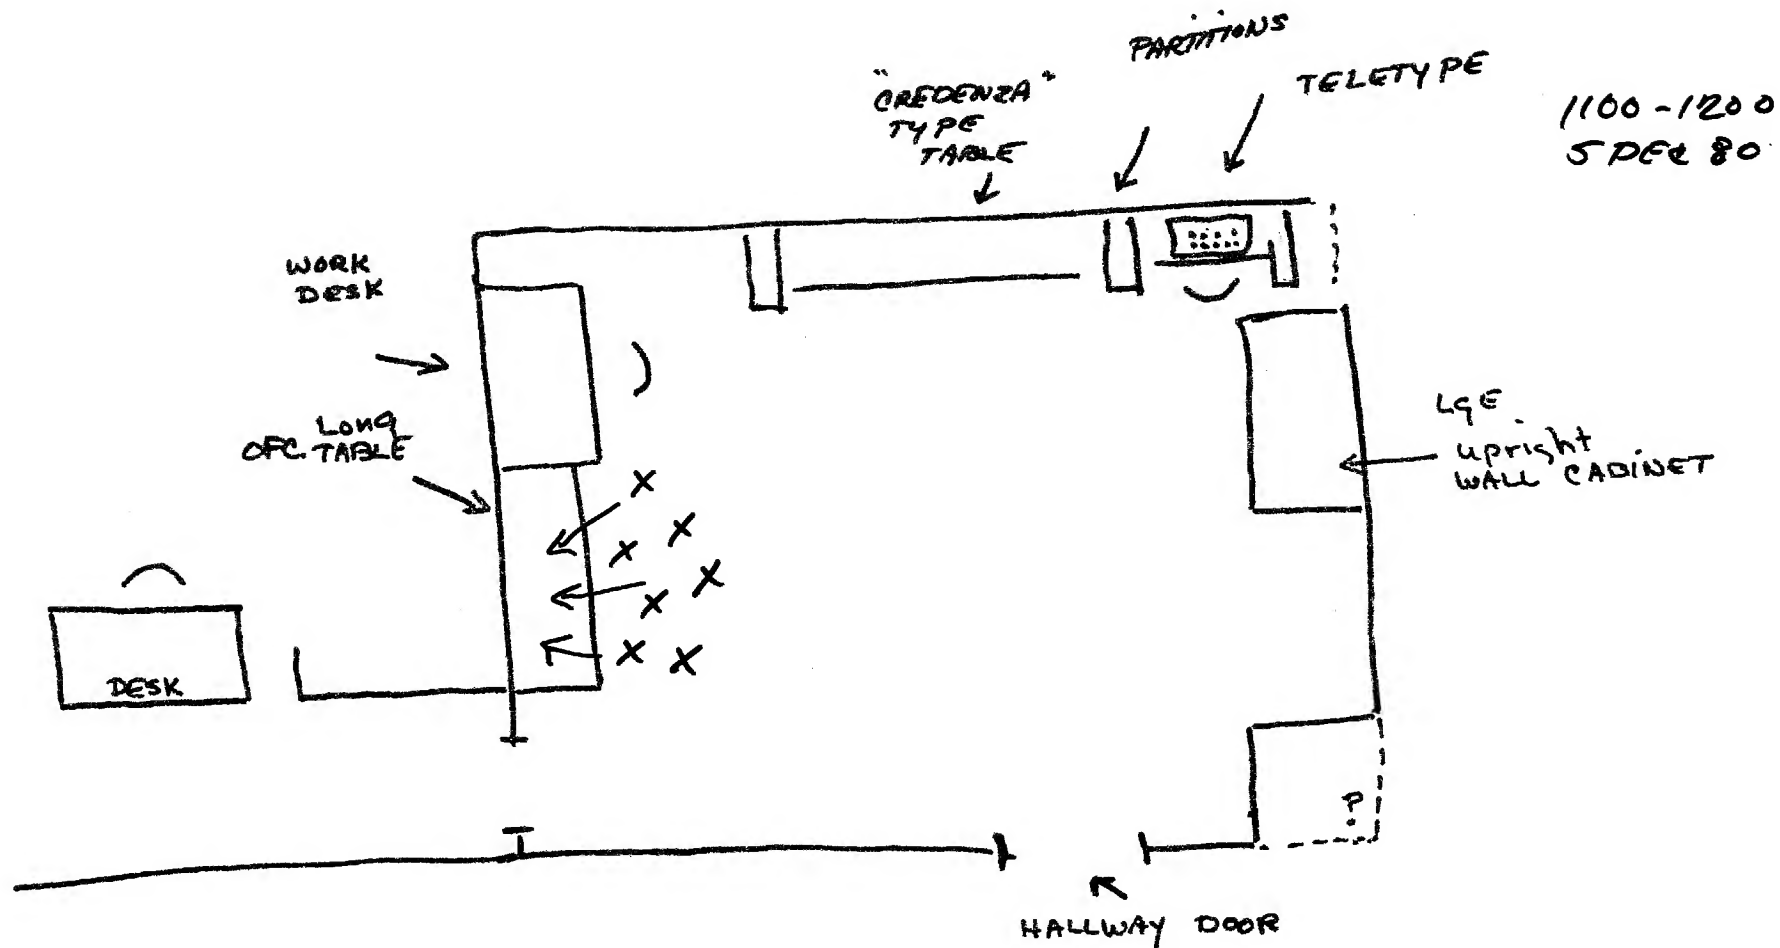 PARTITIONS
"CREDENZA"
TYPE
TABLE
TELETYPE
1100-1200
5 DEC 80
WORK
DESK
LONG
OFC. TABLE
LGE.
upright
WALL CABINET
DESK
?
HALLWAY DOOR